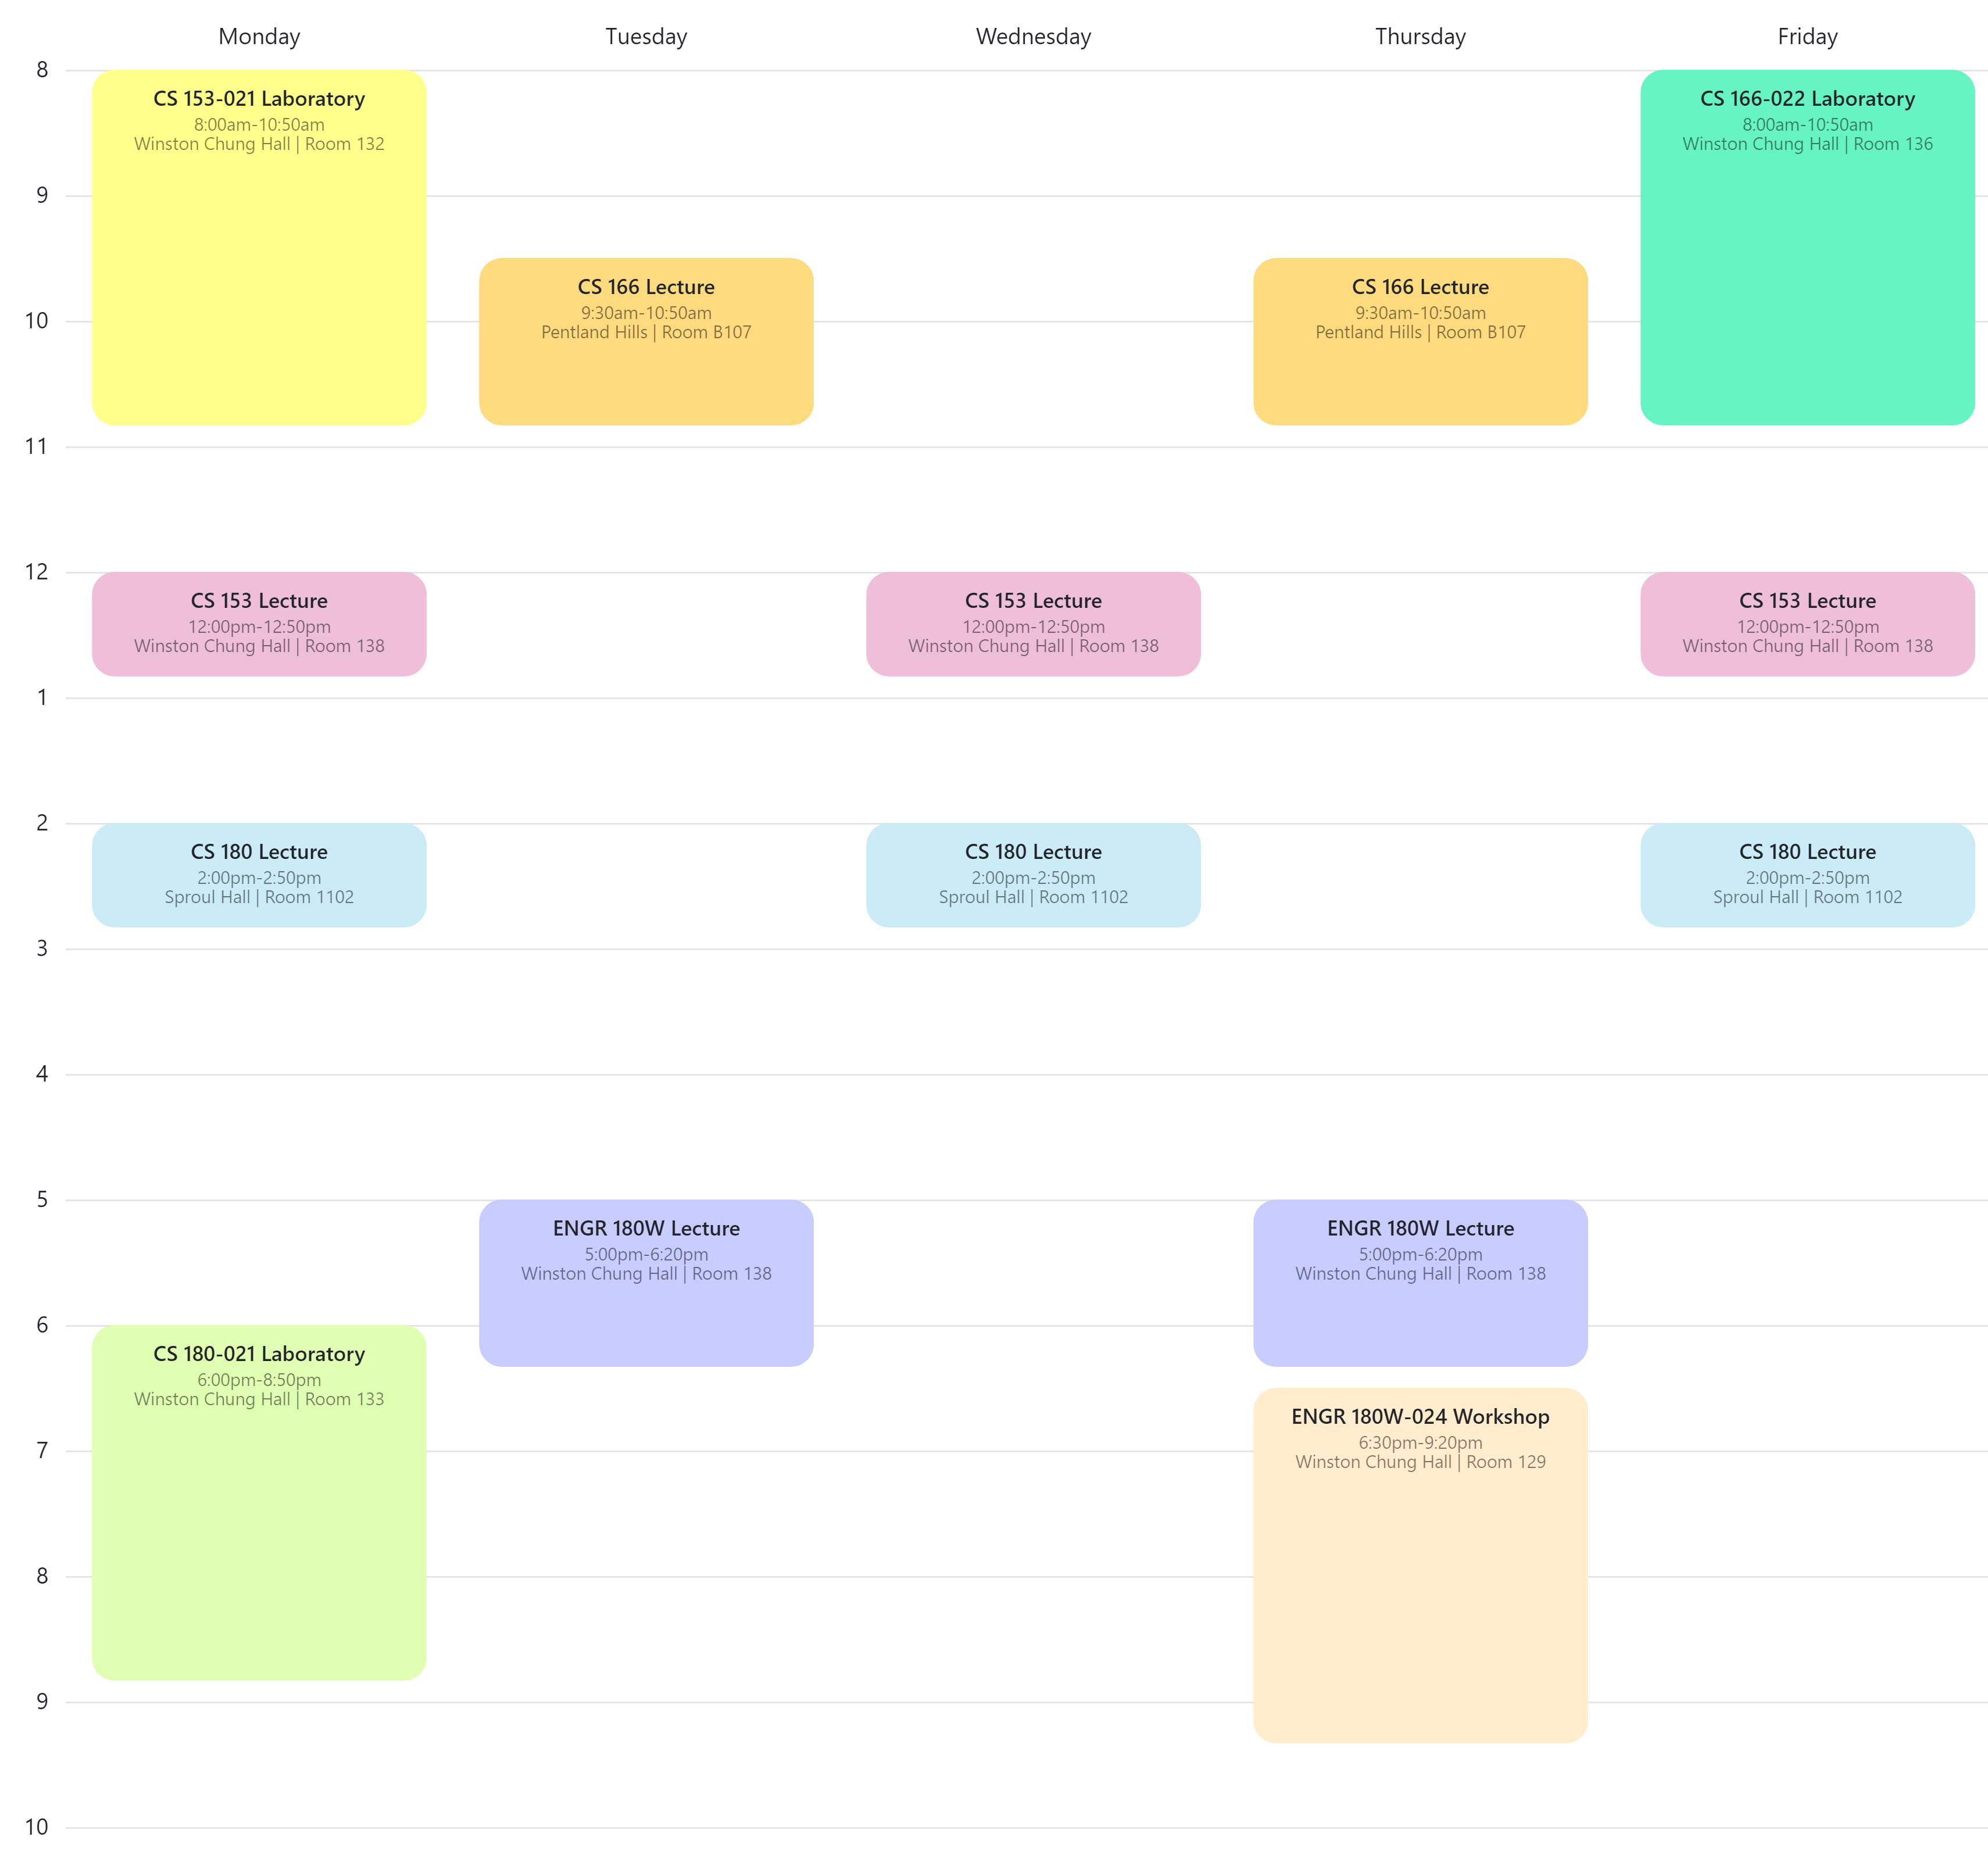 Monday
Tuesday
Wednesday
Thursday
Friday
8
CS 153-021 Laboratory
8:00am-10:50am
Winston Chung Hall | Room 132
CS 166-022 Laboratory
8:00am-10:50am
Winston Chung Hall | Room 136
9
CS 166 Lecture
9:30am-10:50am
Pentland Hills | Room B107
CS 166 Lecture
9:30am-10:50am
Pentland Hills | Room B107
10
11
12
CS 153 Lecture
12:00pm-12:50pm
Winston Chung Hall | Room 138
CS 153 Lecture
12:00pm-12:50pm
Winston Chung Hall | Room 138
CS 153 Lecture
12:00pm-12:50pm
Winston Chung Hall | Room 138
1
2
CS 180 Lecture
2:00pm-2:50pm
Sproul Hall | Room 1102
CS 180 Lecture
2:00pm-2:50pm
Sproul Hall | Room 1102
CS 180 Lecture
2:00pm-2:50pm
Sproul Hall | Room 1102
3
4
5
ENGR 180W Lecture
5:00pm-6:20pm
Winston Chung Hall | Room 138
ENGR 180W Lecture
5:00pm-6:20pm
Winston Chung Hall | Room 138
6
CS 180-021 Laboratory
6:00pm-8:50pm
Winston Chung Hall | Room 133
ENGR 180W-024 Workshop
6:30pm-9:20pm
Winston Chung Hall | Room 129
7
8
9
10